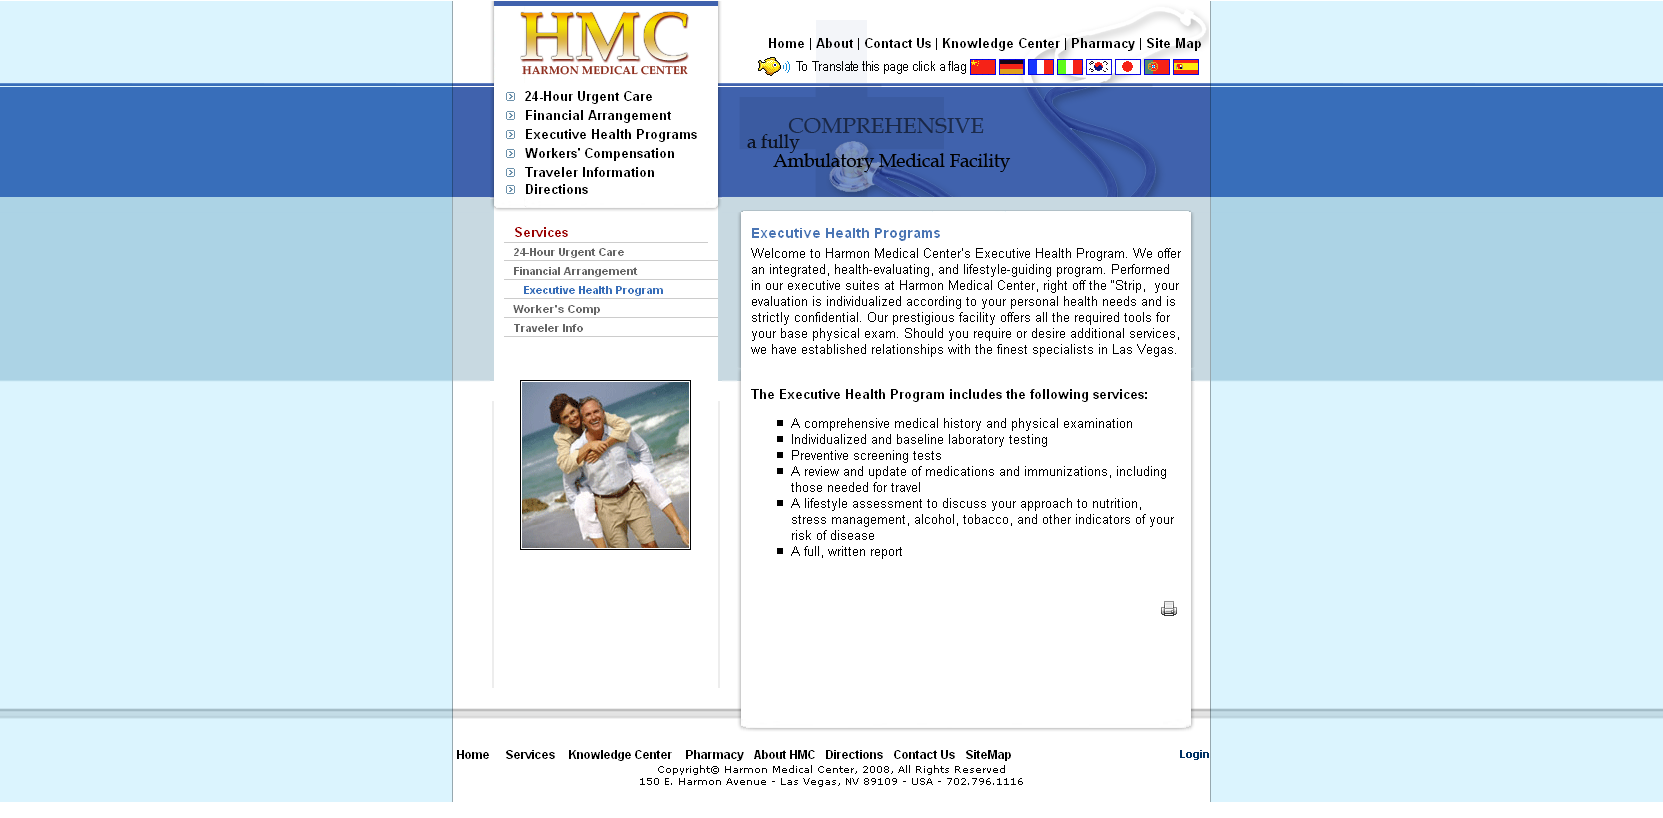 HMC
HARMON MEDICAL CENTER
Home | About | Contact Us | Knowledge Center | Pharmacy | Site Map
To Translate this page click a flag
24-Hour Urgent Care
Financial Arrangement
Executive Health Programs
Workers' Compensation
Traveler Information
Directions
COMPREHENSIVE
a fully
Ambulatory Medical Facility
Services
24-Hour Urgent Care
Financial Arrangement
Executive Health Program
Worker's Comp
Traveler Info
Executive Health Programs
Welcome to Harmon Medical Center's Executive Health Program. We offer
an integrated, health-evaluating, and lifestyle-guiding program. Performed
in our executive suites at Harmon Medical Center, right off the "Strip, your
evaluation is individualized according to your personal health needs and is
strictly confidential. Our prestigious facility offers all the required tools for
your base physical exam. Should you require or desire additional services,
we have established relationships with the finest specialists in Las Vegas.
The Executive Health Program includes the following services:
A comprehensive medical history and physical examination
Individualized and baseline laboratory testing
Preventive screening tests
A review and update of medications and immunizations, including
those needed for travel
A lifestyle assessment to discuss your approach to nutrition,
stress management, alcohol, tobacco, and other indicators of your
risk of disease
A full, written report
Home Services Knowledge Center Pharmacy About HMC Directions Contact Us SiteMap Login
Copyright© Harmon Medical Center, 2008, All Rights Reserved
150 E. Harmon Avenue - Las Vegas, NV 89109 - USA - 702.796.1116